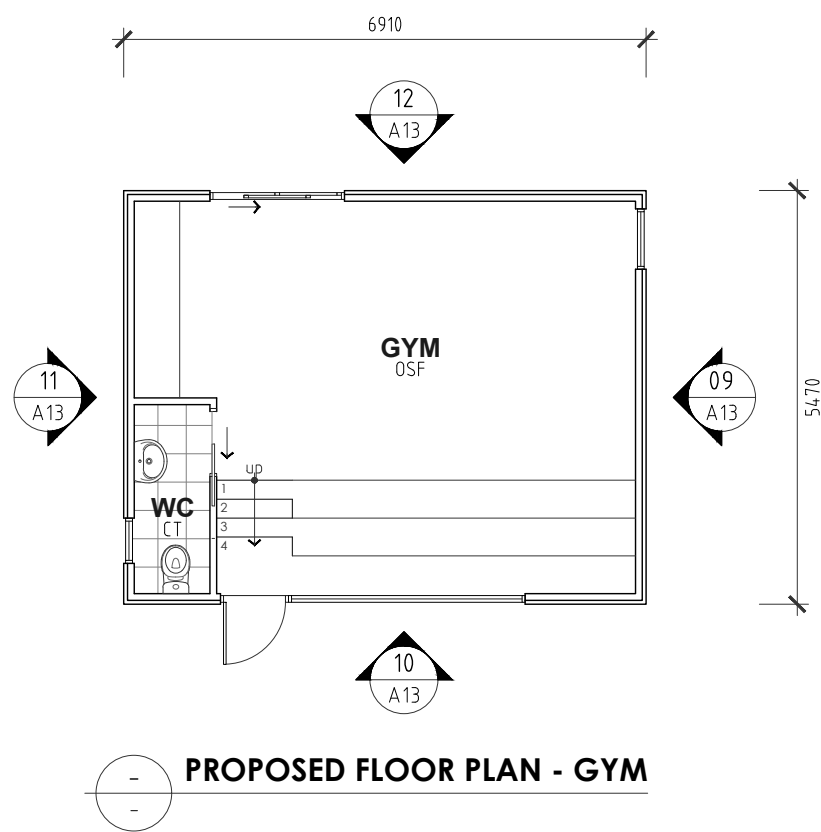 6910
12
A13
GYM
OSF
11
A13
09
A13
5470
up
1
2
3
4
WC
CT
10
A13
-
-
PROPOSED FLOOR PLAN - GYM